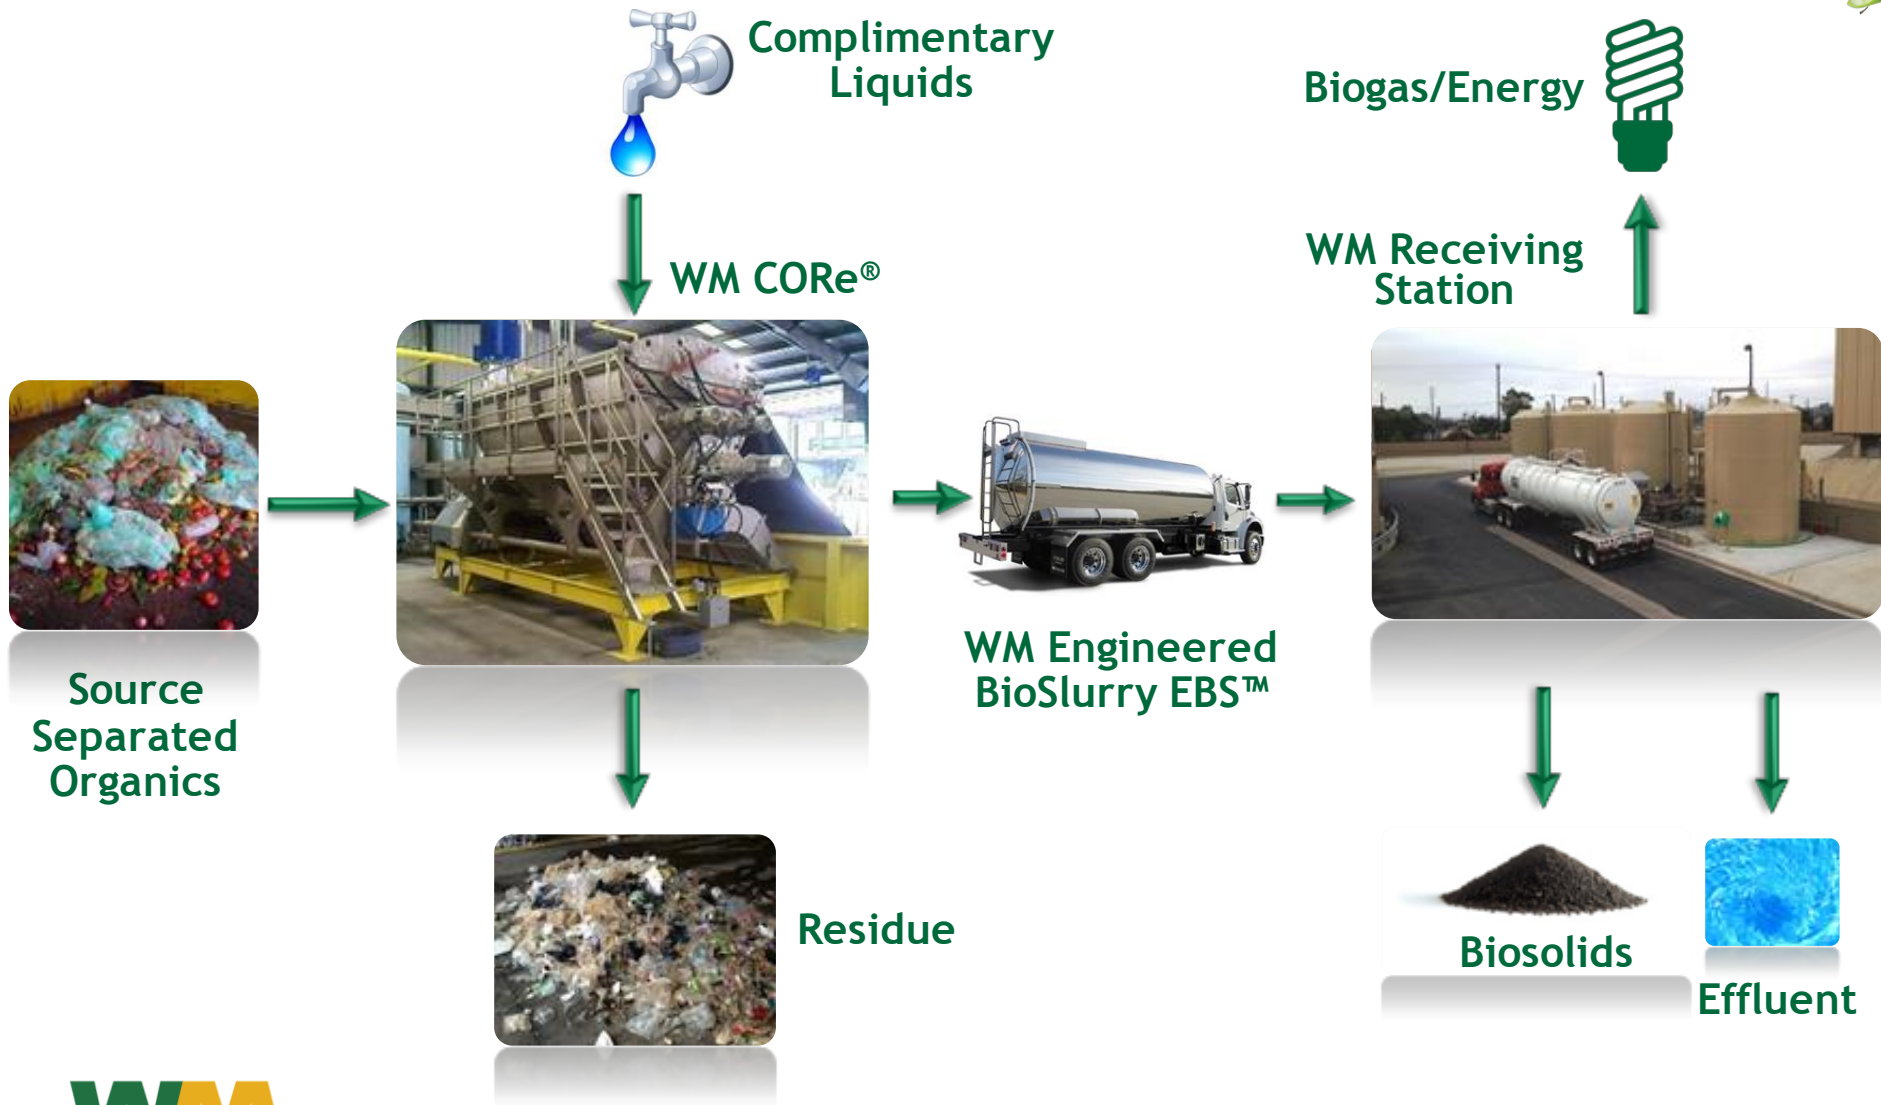 Complimentary
Liquids
Biogas/Energy
WM CORe®
WM Receiving
Station
Source
Separated
Organics
WM Engineered
BioSlurry EBS™
Residue
Biosolids
Effluent
WM